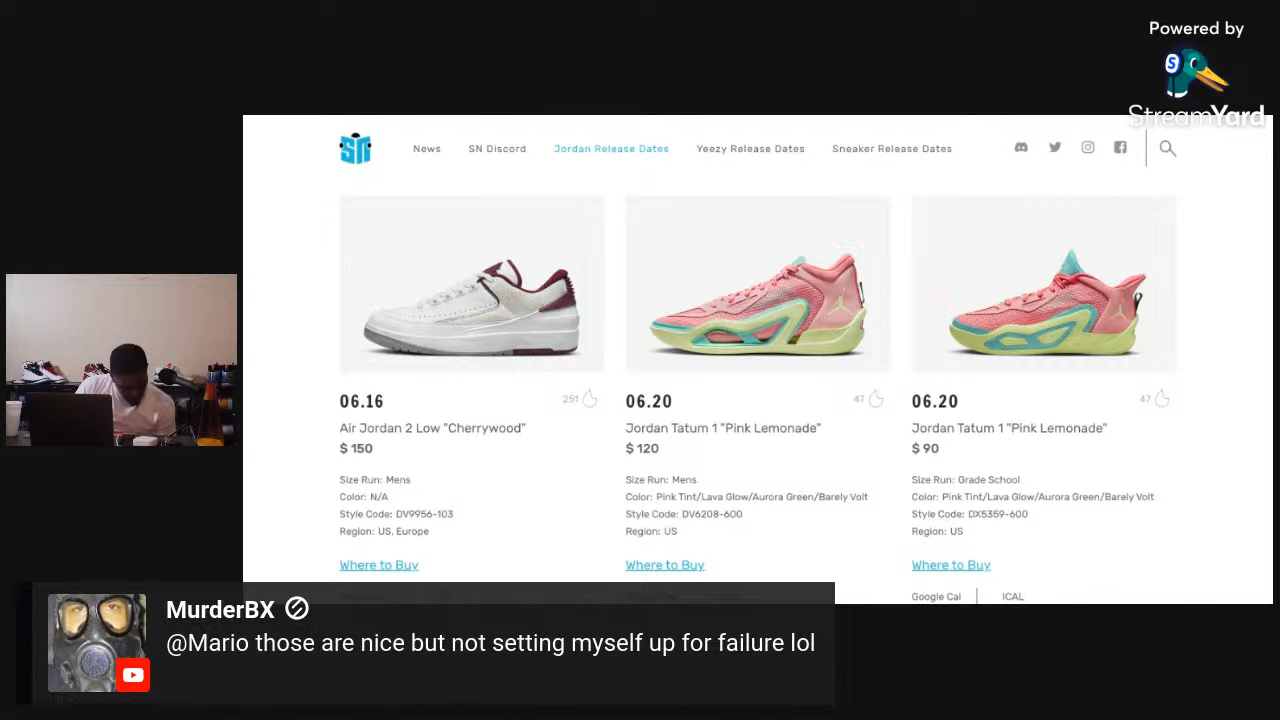 Powered by
StreamYard
SN
News
SN Discord
Jordan Release Dates
Yeezy Release Dates
Sneaker Release Dates
06.16
251
Air Jordan 2 Low "Cherrywood"
$ 150
Size Run: Mens
Color: N/A
Style Code: DV9956-103
Region: US, Europe
Where to Buy
06.20
47
Jordan Tatum 1 "Pink Lemonade"
$ 120
Size Run: Mens
Color: Pink Tint/Lava Glow/Aurora Green/Barely Volt
Style Code: DV6208-600
Region: US
Where to Buy
06.20
47
Jordan Tatum 1 "Pink Lemonade"
$ 90
Size Run: Grade School
Color: Pink Tint/Lava Glow/Aurora Green/Barely Volt
Style Code: DX5359-600
Region: US
Where to Buy
Google Cal
ICAL
MurderBX
@Mario those are nice but not setting myself up for failure lol